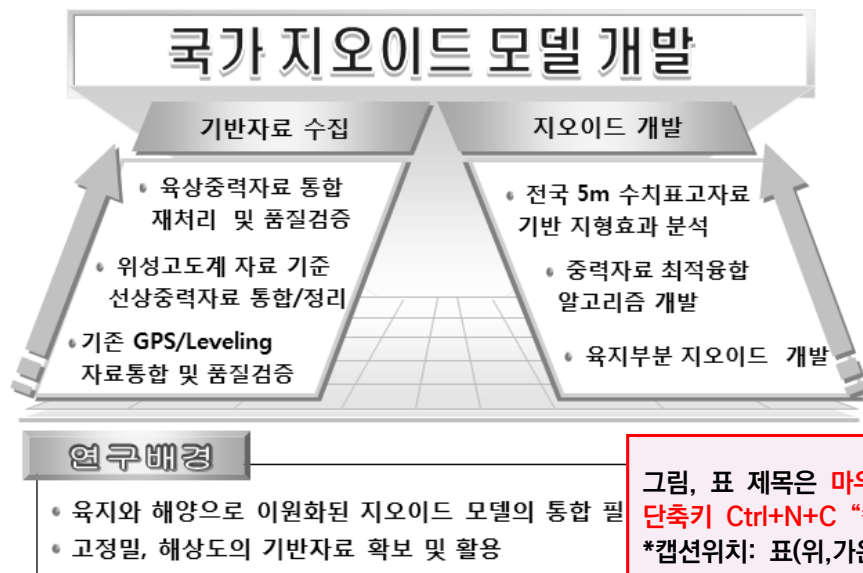 국가 지오이드 모델 개발
기반자료 수집
• 육상중력자료 통합
재처리 및 품질검증
• 위성고도계 자료 기준
선상중력자료 통합/정리
• 기존 GPS/Leveling
자료통합 및 품질검증
지오이드 개발
• 전국 5m 수치표고자료
기반 지형효과 분석
• 중력자료 최적융합
알고리즘 개발
• 육지부분 지오이드 개발
연구배경
• 육지와 해양으로 이원화된 지오이드 모델의 통합 필
• 고정밀, 해상도의 기반자료 확보 및 활용
그림, 표 제목은 마우
단축키 Ctrl+N+C “
*캡션위치: 표(위,가운